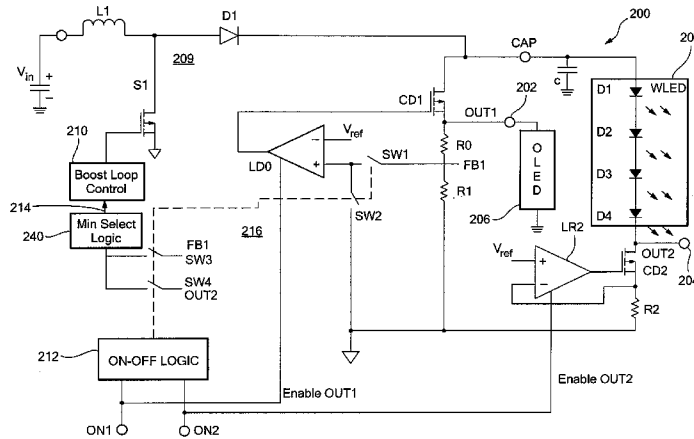 L1
D1
200
209
CAP
Vin
+
−
S1
C
20
WLED
D1
D2
D3
D4
CD1
202
OUT1
210
Vref
−
+
LD0
R0
SW1
FB1
R1
OLED
206
Boost Loop
Control
214
Min Select
Logic
240
216
SW2
LR2
FB1
SW3
SW4
OUT2
Vref
+
−
OUT2
204
CD2
R2
212
ON-OFF LOGIC
Enable OUT1
Enable OUT2
ON1
ON2